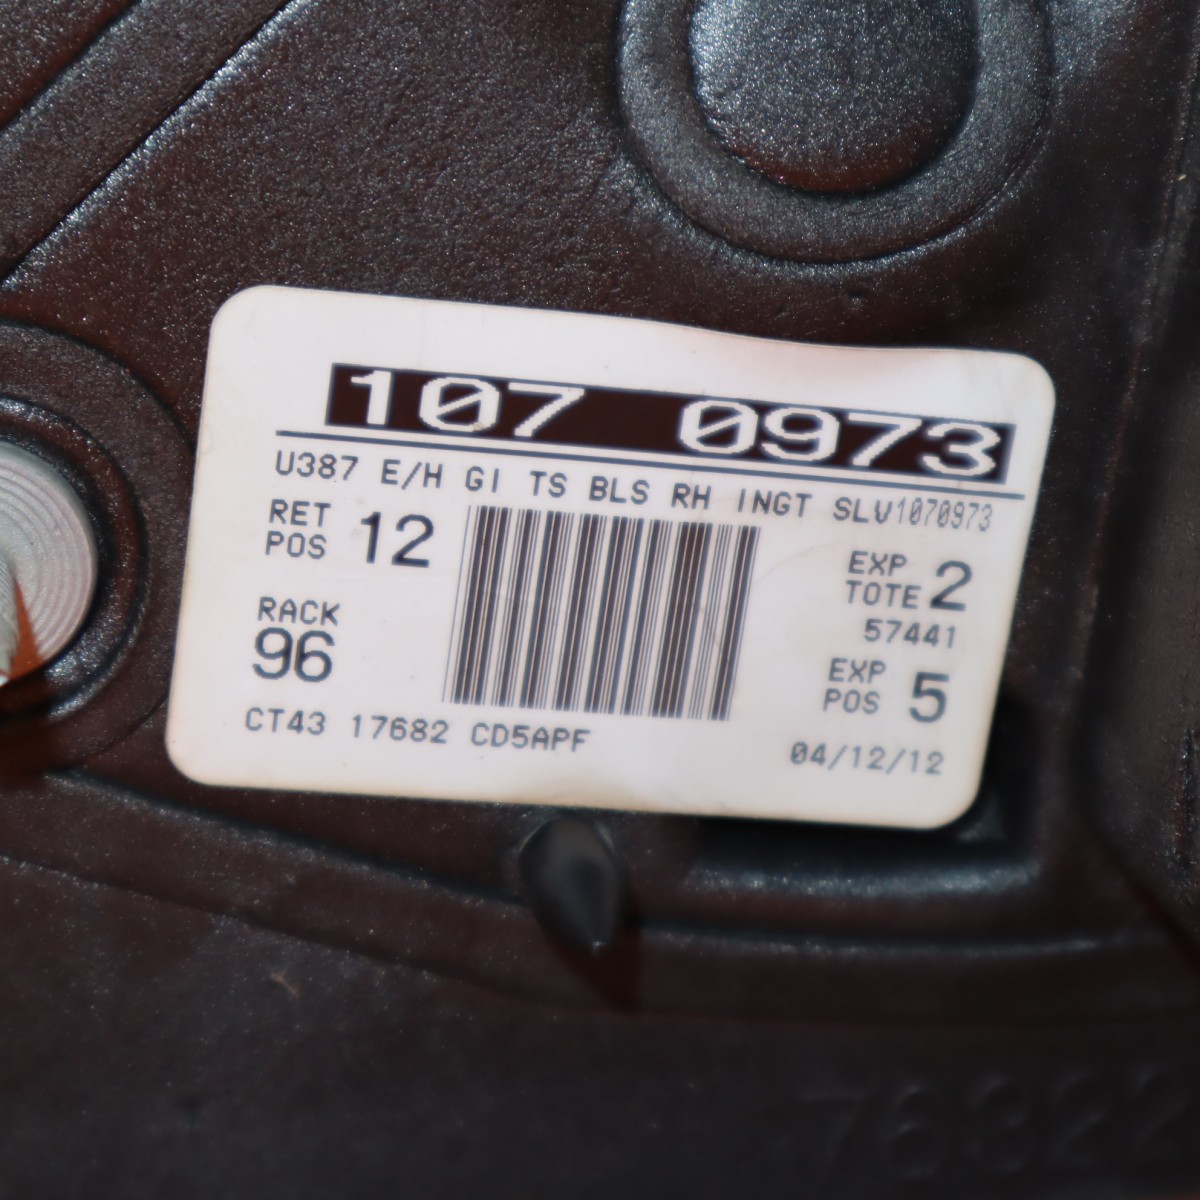 107 0973
U387 E/H GI TS BLS RH INGT SLV1070973
RET POS 12
EXP TOTE 2
57441
RACK 96
EXP POS 5
CT43 17682 CD5APF
04/12/12
76322